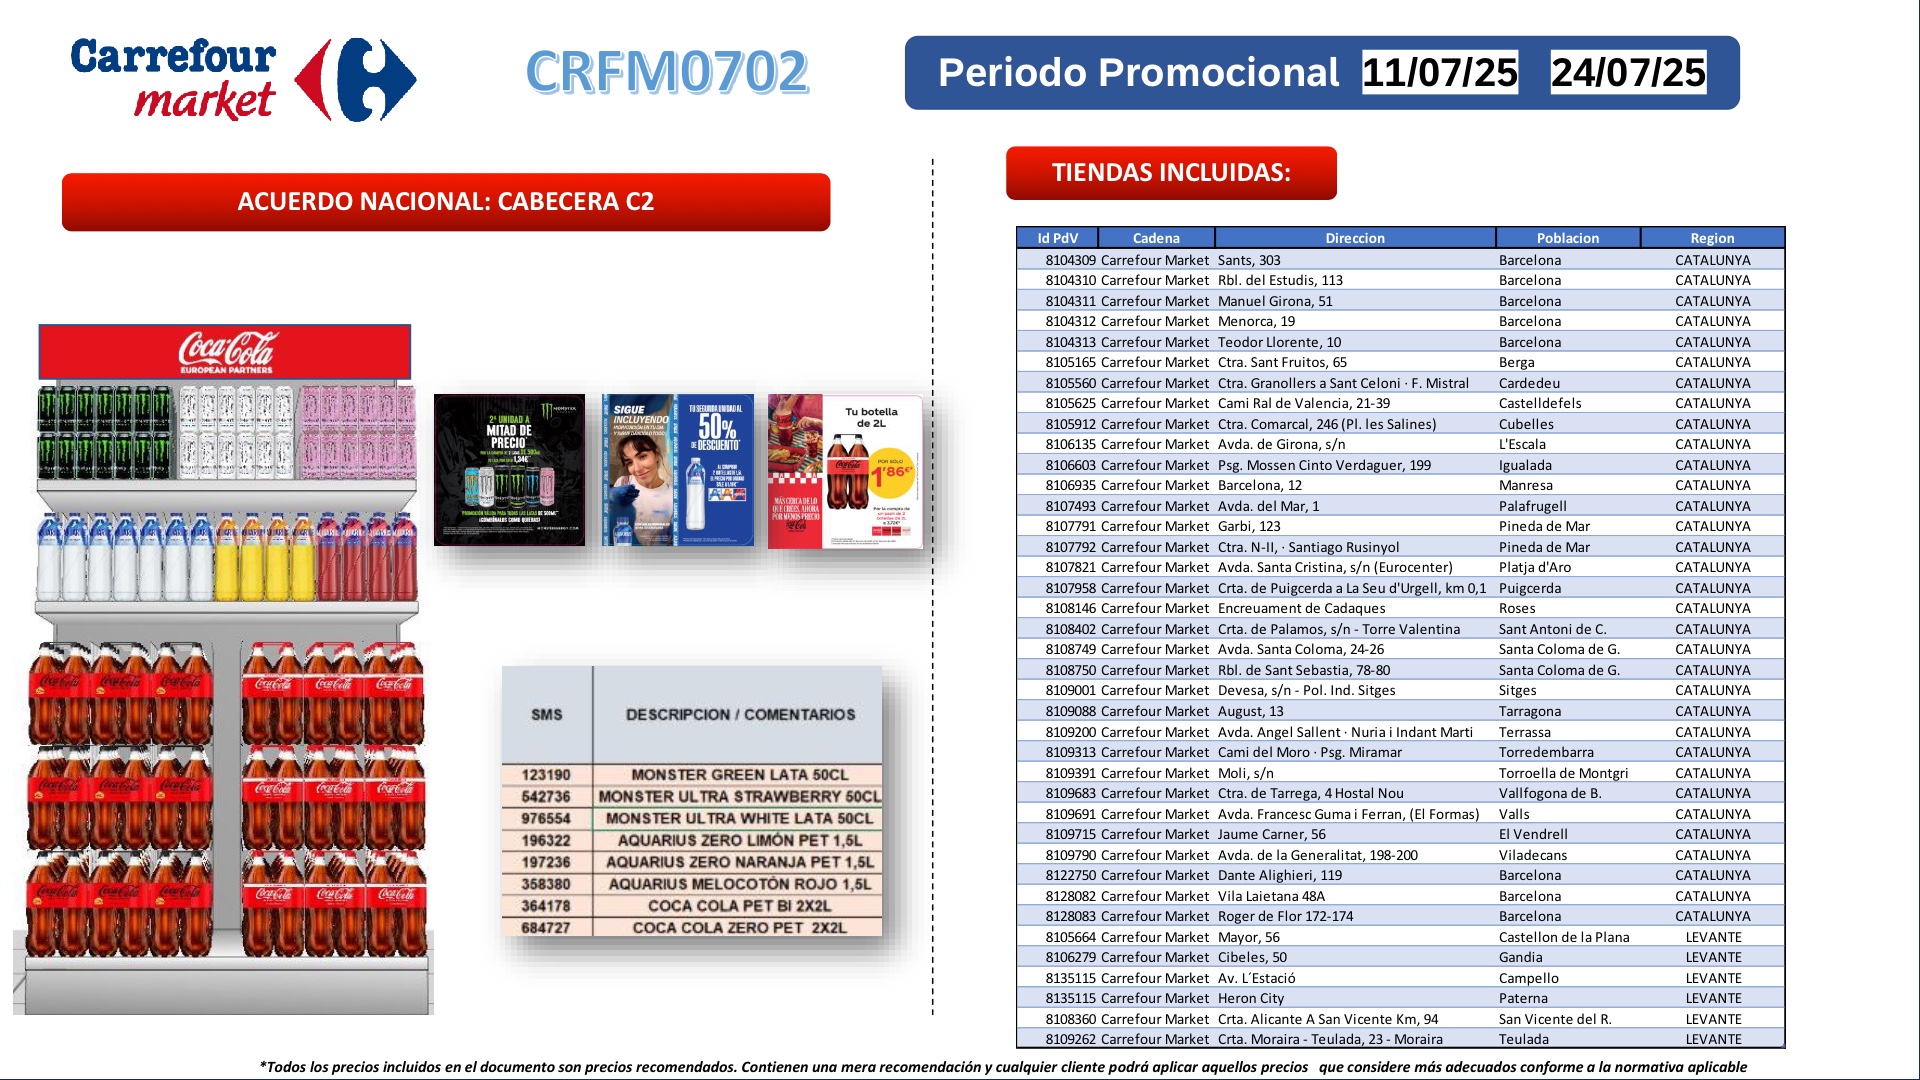 Carrefour
market
CRFM0702
Periodo Promocional 11/07/25 24/07/25
ACUERDO NACIONAL: CABECERA C2
Coca-Cola
EUROPEAN PARTNERS
2ª UNIDAD A
MITAD DE
PRECIO
MONSTER
1,34€
SIGUE
INCLUYENDO
TU SEGUNDA UNIDAD AL
50%
DE DESCUENTO
Tu botella
de 2L
POR SÓLO
1'86€
MÁS CERCA DE LO
QUE CREES, AHORA
POR MENOS PRECIO
SMS DESCRIPCION / COMENTARIOS
123190 MONSTER GREEN LATA 50CL
542736 MONSTER ULTRA STRAWBERRY 50CL
976554 MONSTER ULTRA WHITE LATA 50CL
196322 AQUARIUS ZERO LIMÓN PET 1,5L
197236 AQUARIUS ZERO NARANJA PET 1,5L
358380 AQUARIUS MELOCOTÓN ROJO 1,5L
364178 COCA COLA PET BI 2X2L
684727 COCA COLA ZERO PET 2X2L
TIENDAS INCLUIDAS:
Id PdV Cadena Direccion Poblacion Region
8104309 Carrefour Market Sants, 303 Barcelona CATALUNYA
8104310 Carrefour Market Rbl. del Estudis, 113 Barcelona CATALUNYA
8104311 Carrefour Market Manuel Girona, 51 Barcelona CATALUNYA
8104312 Carrefour Market Menorca, 19 Barcelona CATALUNYA
8104313 Carrefour Market Teodor Llorente, 10 Barcelona CATALUNYA
8105165 Carrefour Market Ctra. Sant Fruitos, 65 Berga CATALUNYA
8105560 Carrefour Market Ctra. Granollers a Sant Celoni · F. Mistral Cardedeu CATALUNYA
8105625 Carrefour Market Cami Ral de Valencia, 21-39 Castelldefels CATALUNYA
8105912 Carrefour Market Ctra. Comarcal, 246 (Pl. les Salines) Cubelles CATALUNYA
8106135 Carrefour Market Avda. de Girona, s/n L'Escala CATALUNYA
8106603 Carrefour Market Psg. Mossen Cinto Verdaguer, 199 Igualada CATALUNYA
8106935 Carrefour Market Barcelona, 12 Manresa CATALUNYA
8107493 Carrefour Market Avda. del Mar, 1 Palafrugell CATALUNYA
8107791 Carrefour Market Garbi, 123 Pineda de Mar CATALUNYA
8107792 Carrefour Market Ctra. N-II, · Santiago Rusinyol Pineda de Mar CATALUNYA
8107821 Carrefour Market Avda. Santa Cristina, s/n (Eurocenter) Platja d'Aro CATALUNYA
8107958 Carrefour Market Crta. de Puigcerda a La Seu d'Urgell, km 0,1 Puigcerda CATALUNYA
8108146 Carrefour Market Encreuament de Cadaques Roses CATALUNYA
8108402 Carrefour Market Crta. de Palamos, s/n - Torre Valentina Sant Antoni de C. CATALUNYA
8108749 Carrefour Market Avda. Santa Coloma, 24-26 Santa Coloma de G. CATALUNYA
8108750 Carrefour Market Rbl. de Sant Sebastia, 78-80 Santa Coloma de G. CATALUNYA
8109001 Carrefour Market Devesa, s/n - Pol. Ind. Sitges Sitges CATALUNYA
8109088 Carrefour Market August, 13 Tarragona CATALUNYA
8109200 Carrefour Market Avda. Angel Sallent · Nuria i Indant Marti Terrassa CATALUNYA
8109313 Carrefour Market Cami del Moro · Psg. Miramar Torredembarra CATALUNYA
8109391 Carrefour Market Moli, s/n Torroella de Montgri CATALUNYA
8109683 Carrefour Market Ctra. de Tarrega, 4 Hostal Nou Vallfogona de B. CATALUNYA
8109691 Carrefour Market Avda. Francesc Guma i Ferran, (El Formas) Valls CATALUNYA
8109715 Carrefour Market Jaume Carner, 56 El Vendrell CATALUNYA
8109790 Carrefour Market Avda. de la Generalitat, 198-200 Viladecans CATALUNYA
8122750 Carrefour Market Dante Alighieri, 119 Barcelona CATALUNYA
8128082 Carrefour Market Vila Laietana 48A Barcelona CATALUNYA
8128083 Carrefour Market Roger de Flor 172-174 Barcelona CATALUNYA
8105664 Carrefour Market Mayor, 56 Castellon de la Plana LEVANTE
8106279 Carrefour Market Cibeles, 50 Gandia LEVANTE
8135115 Carrefour Market Av. L´Estació Campello LEVANTE
8135115 Carrefour Market Heron City Paterna LEVANTE
8108360 Carrefour Market Crta. Alicante A San Vicente Km, 94 San Vicente del R. LEVANTE
8109262 Carrefour Market Crta. Moraira - Teulada, 23 - Moraira Teulada LEVANTE
*Todos los precios incluidos en el documento son precios recomendados. Contienen una mera recomendación y cualquier cliente podrá aplicar aquellos precios que considere más adecuados conforme a la normativa aplicable